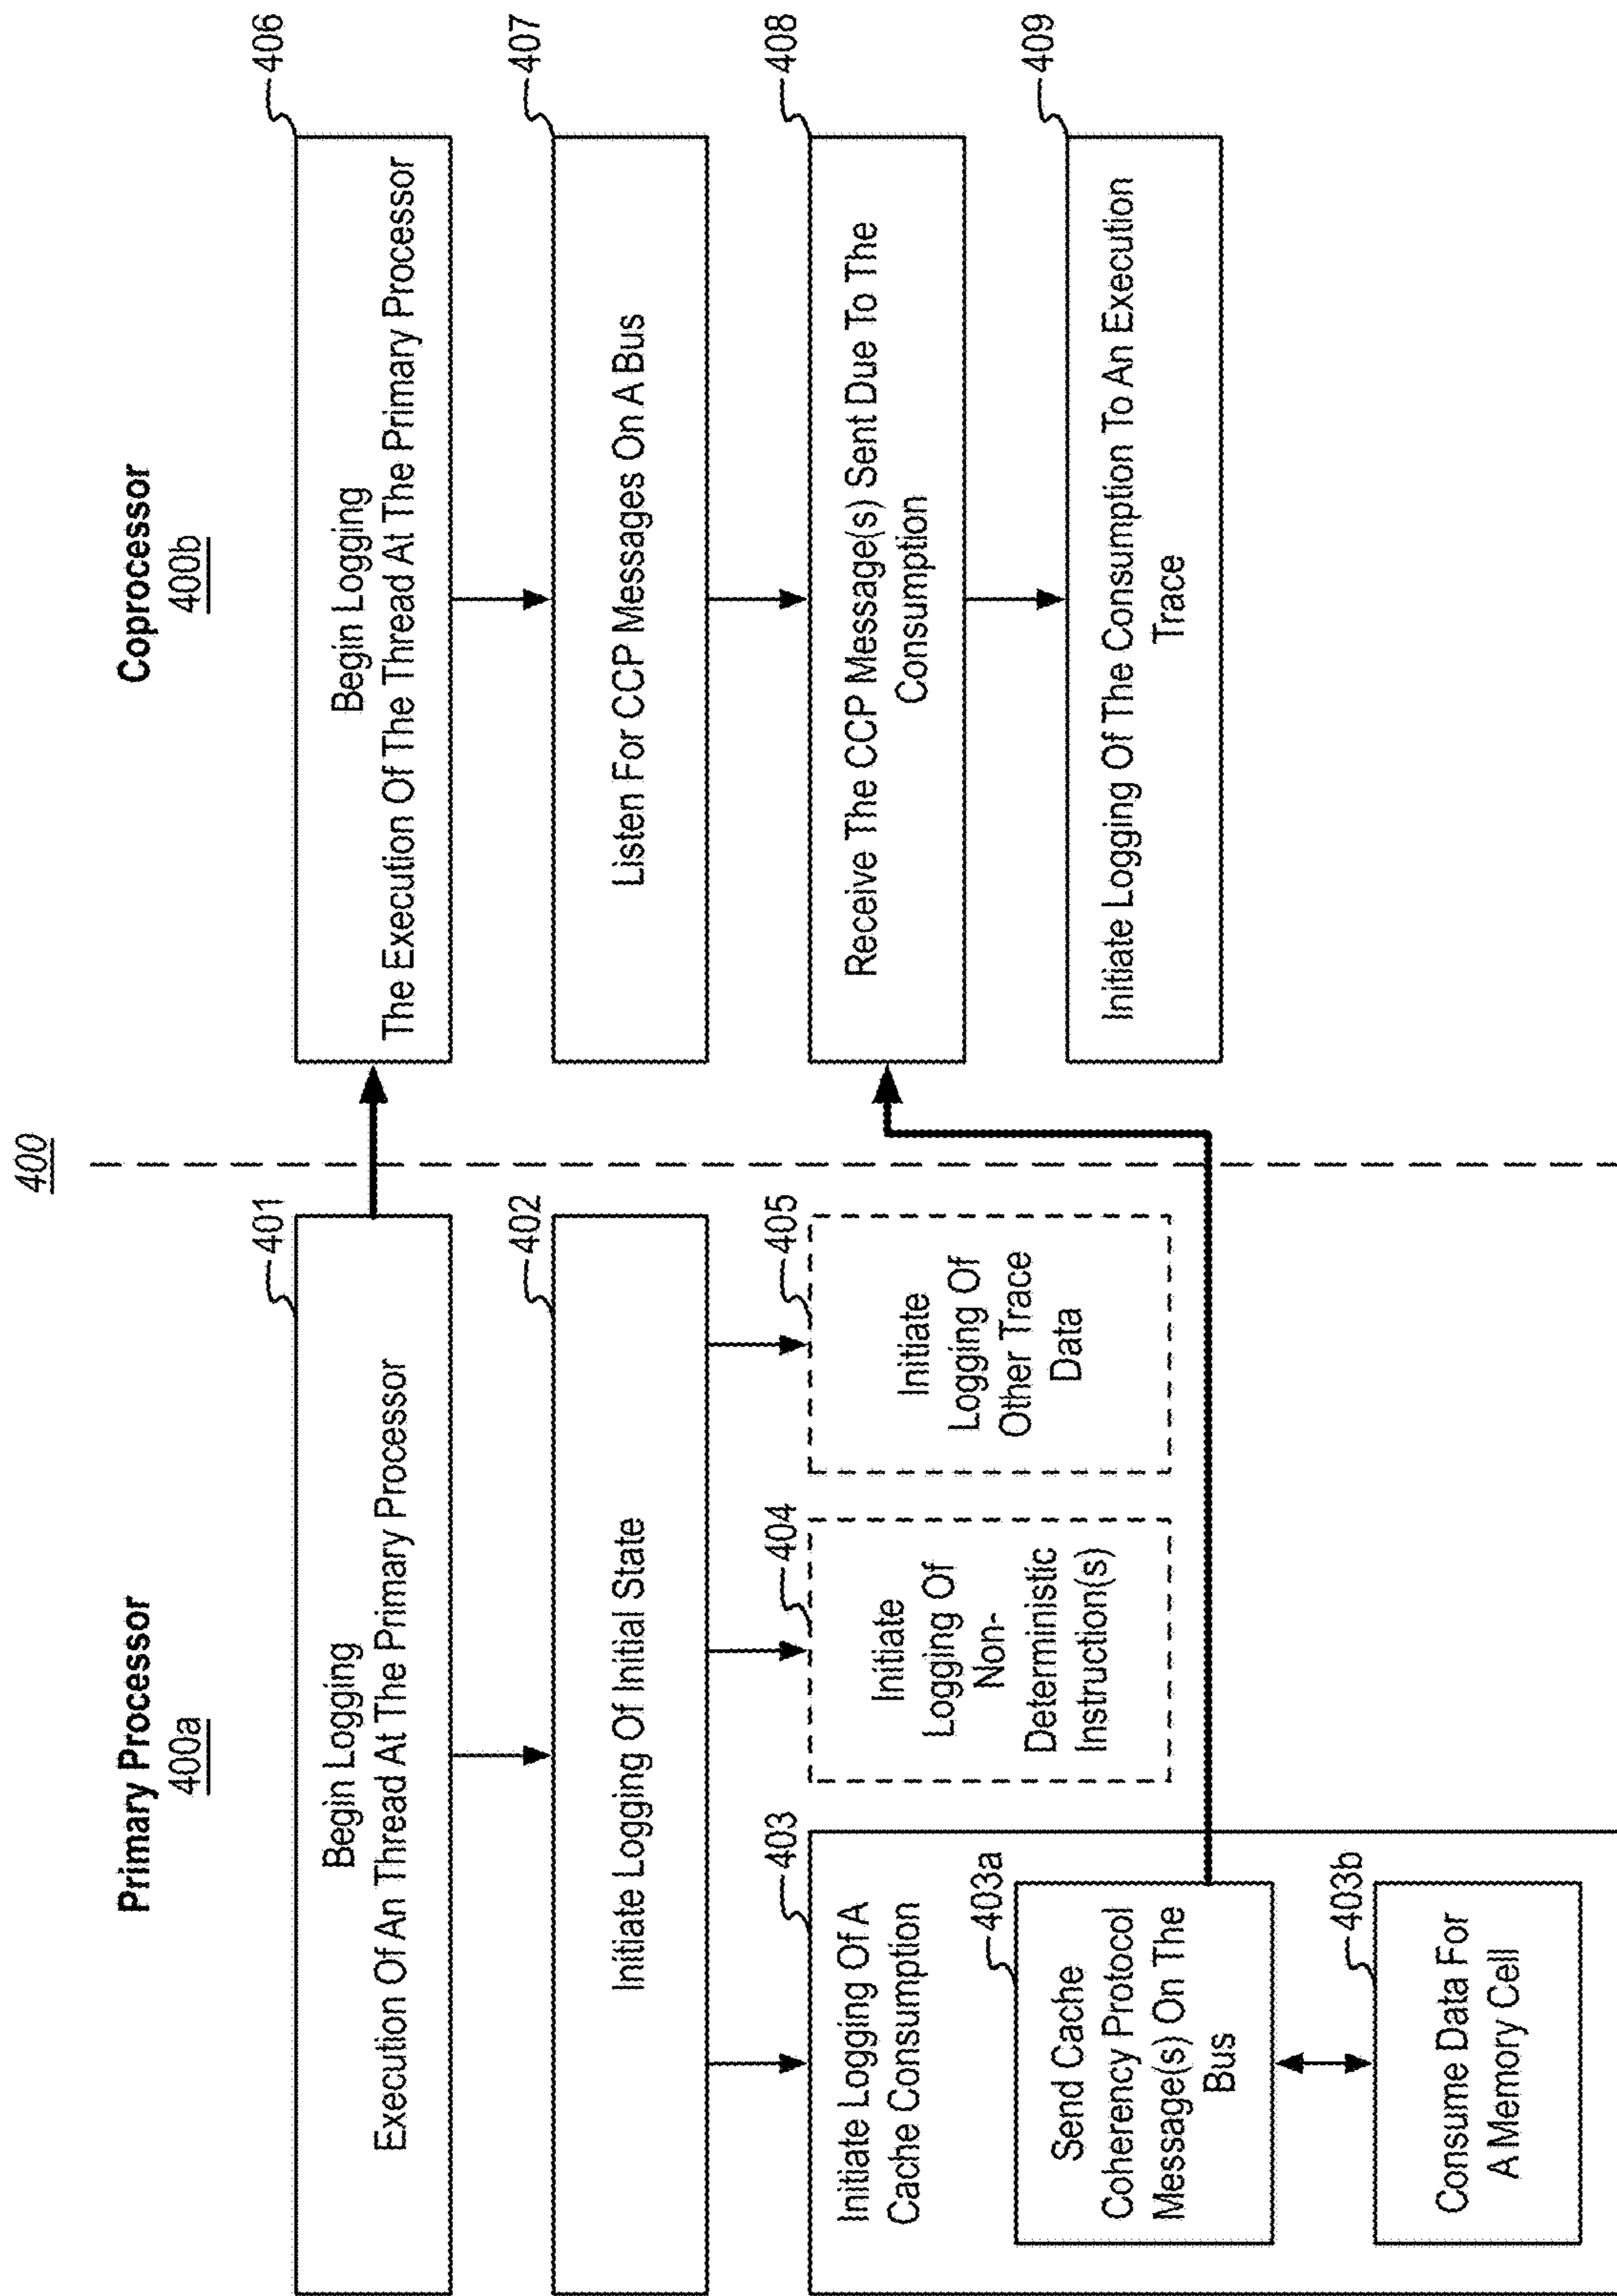 400
Primary Processor
400a
401
Begin Logging
Execution Of An Thread At The Primary Processor
402
Initiate Logging Of Initial State
403
Initiate Logging Of A
Cache Consumption
403a
Send Cache
Coherency Protocol
Message(s) On The
Bus
403b
Consume Data For
A Memory Cell
404
Initiate
Logging Of
Non-
Deterministic
Instruction(s)
405
Initiate
Logging Of
Other Trace
Data
Coprocessor
400b
406
Begin Logging
The Execution Of The Thread At The Primary Processor
407
Listen For CCP Messages On A Bus
408
Receive The CCP Message(s) Sent Due To The
Consumption
409
Initiate Logging Of The Consumption To An Execution
Trace